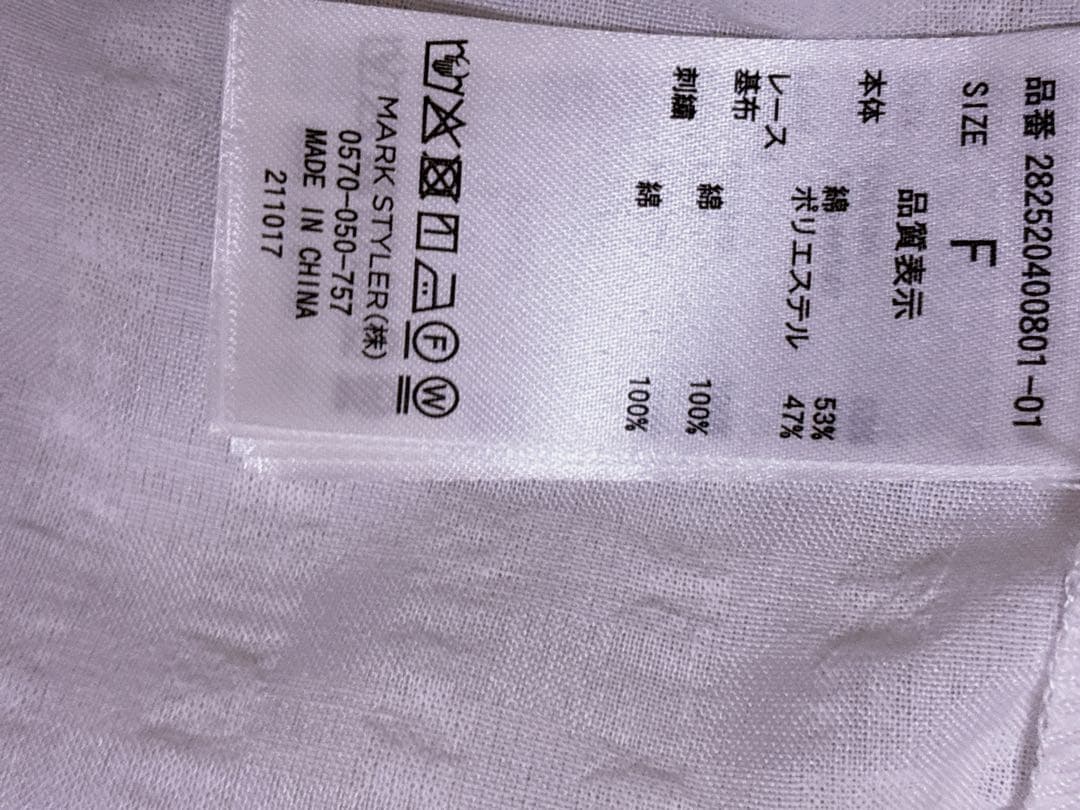 品番 282520400801-01
SIZE F
品質表示
本体 綿 53%
ポリエステル 47%
レース
基布 綿 100%
刺繍 綿 100%
F W
MARK STYLER(株)
0570-050-757
MADE IN CHINA
211017